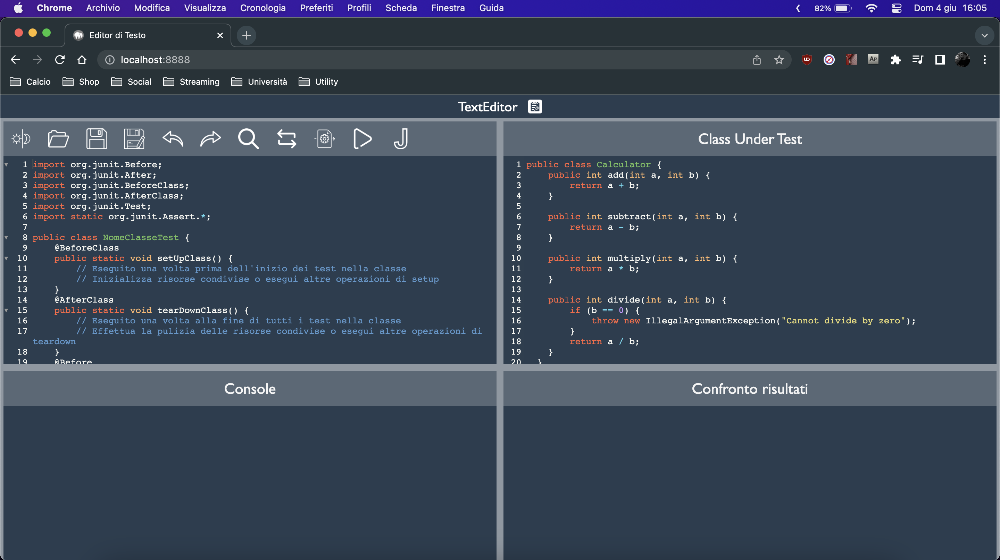 Chrome Archivio Modifica Visualizza Cronologia Preferiti Profili Scheda Finestra Guida 82% Dom 4 giu 16:05
Editor di Testo
localhost:8888
UO AP
Calcio Shop Social Streaming Università Utility
TextEditor
J
1 import org.junit.Before;
2 import org.junit.After;
3 import org.junit.BeforeClass;
4 import org.junit.AfterClass;
5 import org.junit.Test;
6 import static org.junit.Assert.*;
7
8 public class NomeClasseTest {
9     @BeforeClass
10     public static void setUpClass() {
11         // Eseguito una volta prima dell'inizio dei test nella classe
12         // Inizializza risorse condivise o esegui altre operazioni di setup
13     }
14     @AfterClass
15     public static void tearDownClass() {
16         // Eseguito una volta alla fine di tutti i test nella classe
17         // Effettua la pulizia delle risorse condivise o esegui altre operazioni di
teardown
18     }
19     @Before
Class Under Test
1 public class Calculator {
2     public int add(int a, int b) {
3         return a + b;
4     }
5
6     public int subtract(int a, int b) {
7         return a - b;
8     }
9
10     public int multiply(int a, int b) {
11         return a * b;
12     }
13
14     public int divide(int a, int b) {
15         if (b == 0) {
16             throw new IllegalArgumentException("Cannot divide by zero");
17         }
18         return a / b;
19     }
20   }
Console
Confronto risultati